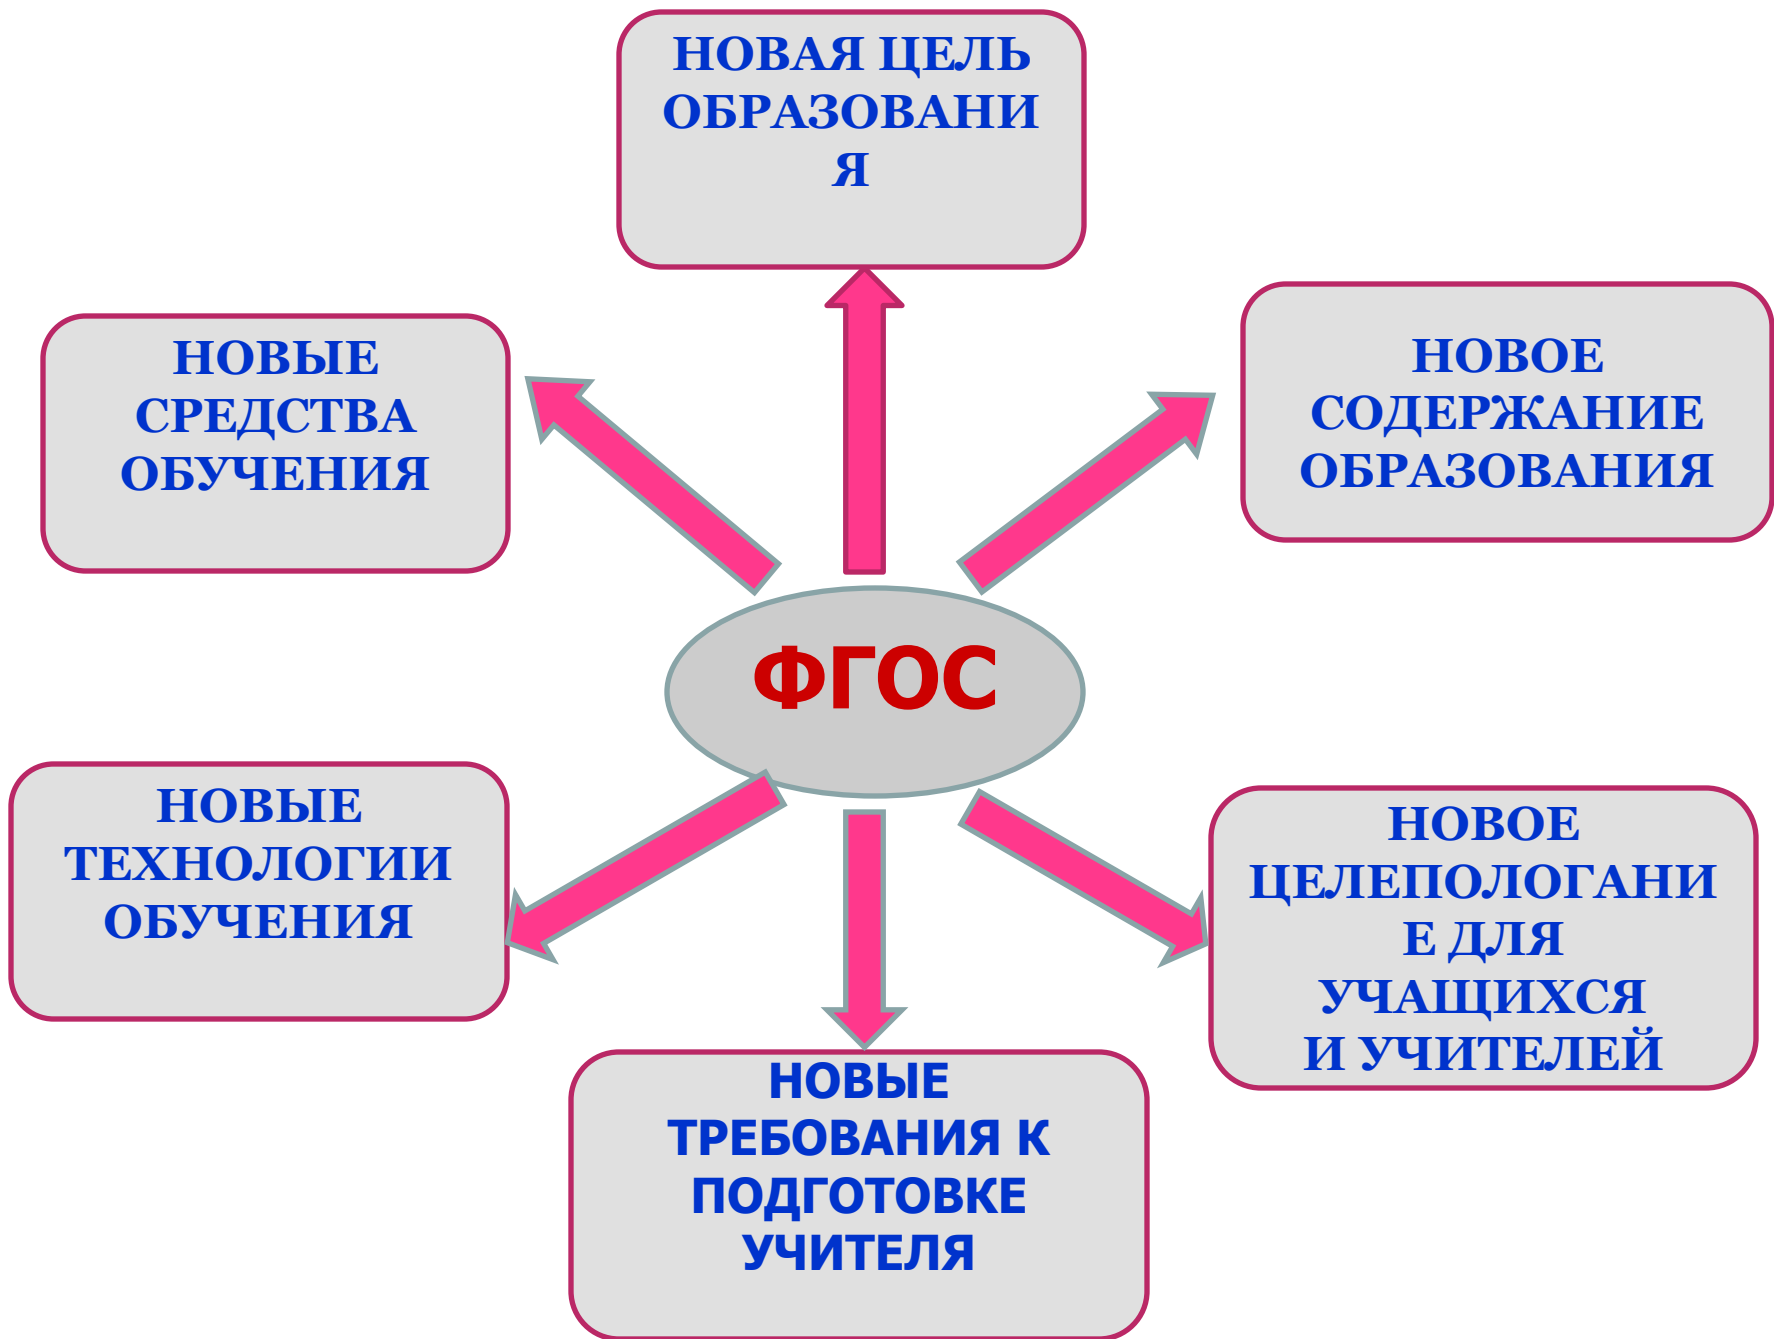 НОВАЯ ЦЕЛЬ
ОБРАЗОВАНИ
Я
НОВЫЕ
СРЕДСТВА
ОБУЧЕНИЯ
НОВОЕ
СОДЕРЖАНИЕ
ОБРАЗОВАНИЯ
ФГОС
НОВЫЕ
ТЕХНОЛОГИИ
ОБУЧЕНИЯ
НОВОЕ
ЦЕЛЕПОЛОГАНИ
Е ДЛЯ
УЧАЩИХСЯ
И УЧИТЕЛЕЙ
НОВЫЕ
ТРЕБОВАНИЯ К
ПОДГОТОВКЕ
УЧИТЕЛЯ